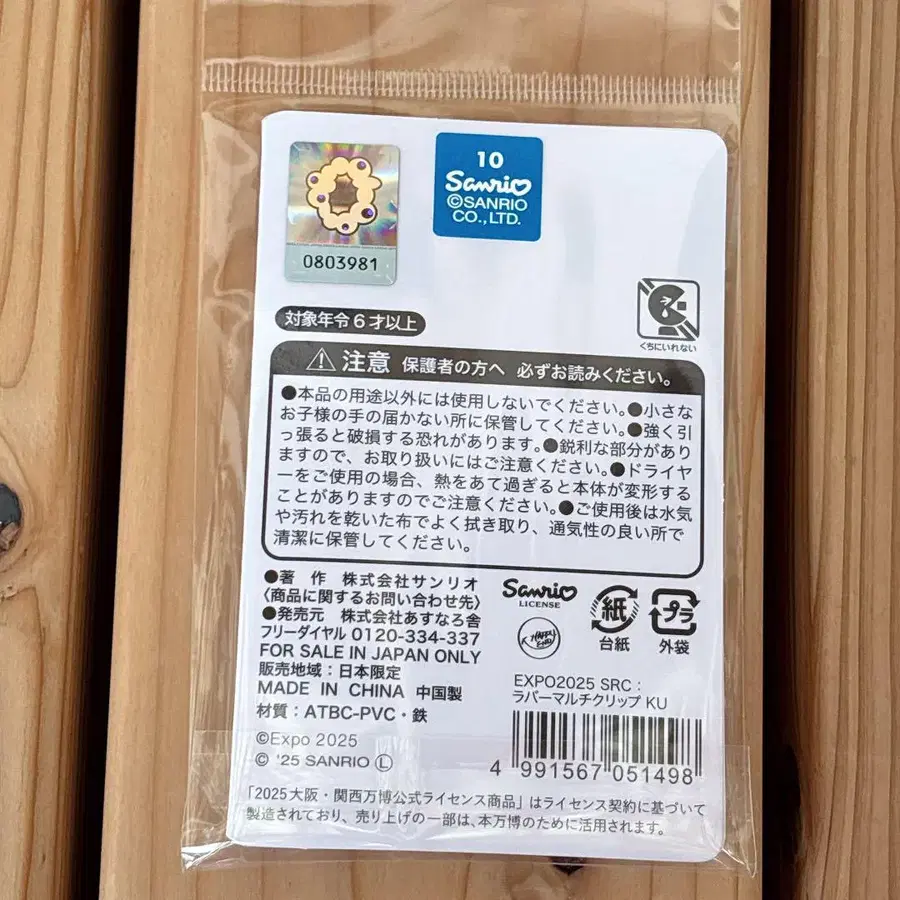 0803981
10
Sanrio
©SANRIO
CO., LTD.
対象年令6才以上
くちにいれない
注意 保護者の方へ 必ずお読みください。
●本品の用途以外には使用しないでください。●小さな
お子様の手の届かない所に保管してください。●強く引
っ張ると破損する恐れがあります。●鋭利な部分があり
ますので、お取り扱いにはご注意ください。●ドライヤ
ーをご使用の場合、熱をあて過ぎると本体が変形する
ことがありますのでご注意ください。●ご使用後は水気
や汚れを乾いた布でよく拭き取り、通気性の良い所で
清潔に保管してください。
●著 作 株式会社サンリオ
〈商品に関するお問い合わせ先〉
●発売元 株式会社あすなろ舎
フリーダイヤル 0120-334-337
FOR SALE IN JAPAN ONLY
販売地域:日本限定
MADE IN CHINA 中国製
材質:ATBC-PVC・鉄
©Expo 2025
© '25 SANRIO Ⓛ
Sanrio
LICENSE
HAPPY
END
紙
台紙
プラ
外袋
EXPO2025 SRC:
ラバーマルチクリップ KU
4 991567 051498
「2025大阪・関西万博公式ライセンス商品」はライセンス契約に基づいて
製造されており、売り上げの一部は、本万博のために活用されます。